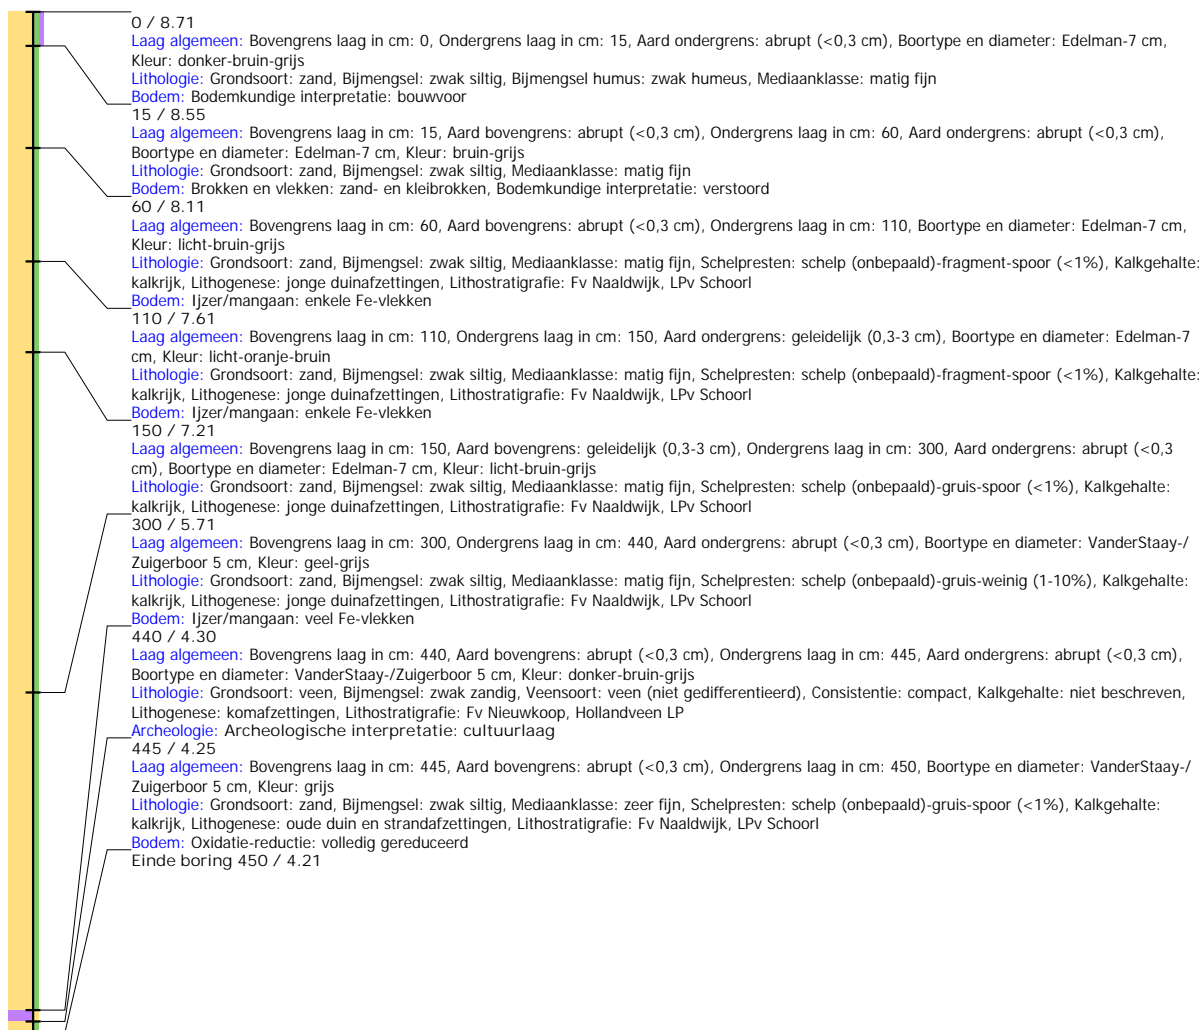 0 / 8.71
Laag algemeen: Bovengrens laag in cm: 0, Ondergrens laag in cm: 15, Aard ondergrens: abrupt (<0,3 cm), Boortype en diameter: Edelman-7 cm,
Kleur: donker-bruin-grijs
Lithologie: Grondsoort: zand, Bijmengsel: zwak siltig, Bijmengsel humus: zwak humeus, Mediaanklasse: matig fijn
Bodem: Bodemkundige interpretatie: bouwvoor
15 / 8.55
Laag algemeen: Bovengrens laag in cm: 15, Aard bovengrens: abrupt (<0,3 cm), Ondergrens laag in cm: 60, Aard ondergrens: abrupt (<0,3 cm),
Boortype en diameter: Edelman-7 cm, Kleur: bruin-grijs
Lithologie: Grondsoort: zand, Bijmengsel: zwak siltig, Mediaanklasse: matig fijn
Bodem: Brokken en vlekken: zand- en kleibrokken, Bodemkundige interpretatie: verstoord
60 / 8.11
Laag algemeen: Bovengrens laag in cm: 60, Aard bovengrens: abrupt (<0,3 cm), Ondergrens laag in cm: 110, Boortype en diameter: Edelman-7 cm,
Kleur: licht-bruin-grijs
Lithologie: Grondsoort: zand, Bijmengsel: zwak siltig, Mediaanklasse: matig fijn, Schelpresten: schelp (onbepaald)-fragment-spoor (<1%), Kalkgehalte:
kalkrijk, Lithogenese: jonge duinafzettingen, Lithostratigrafie: Fv Naaldwijk, LPv Schoorl
Bodem: Ijzer/mangaan: enkele Fe-vlekken
110 / 7.61
Laag algemeen: Bovengrens laag in cm: 110, Ondergrens laag in cm: 150, Aard ondergrens: geleidelijk (0,3-3 cm), Boortype en diameter: Edelman-7
cm, Kleur: licht-oranje-bruin
Lithologie: Grondsoort: zand, Bijmengsel: zwak siltig, Mediaanklasse: matig fijn, Schelpresten: schelp (onbepaald)-fragment-spoor (<1%), Kalkgehalte:
kalkrijk, Lithogenese: jonge duinafzettingen, Lithostratigrafie: Fv Naaldwijk, LPv Schoorl
Bodem: Ijzer/mangaan: enkele Fe-vlekken
150 / 7.21
Laag algemeen: Bovengrens laag in cm: 150, Aard bovengrens: geleidelijk (0,3-3 cm), Ondergrens laag in cm: 300, Aard ondergrens: abrupt (<0,3
cm), Boortype en diameter: Edelman-7 cm, Kleur: licht-bruin-grijs
Lithologie: Grondsoort: zand, Bijmengsel: zwak siltig, Mediaanklasse: matig fijn, Schelpresten: schelp (onbepaald)-gruis-spoor (<1%), Kalkgehalte:
kalkrijk, Lithogenese: jonge duinafzettingen, Lithostratigrafie: Fv Naaldwijk, LPv Schoorl
300 / 5.71
Laag algemeen: Bovengrens laag in cm: 300, Ondergrens laag in cm: 440, Aard ondergrens: abrupt (<0,3 cm), Boortype en diameter: VanderStaay-/
Zuigerboor 5 cm, Kleur: geel-grijs
Lithologie: Grondsoort: zand, Bijmengsel: zwak siltig, Mediaanklasse: matig fijn, Schelpresten: schelp (onbepaald)-gruis-weinig (1-10%), Kalkgehalte:
kalkrijk, Lithogenese: jonge duinafzettingen, Lithostratigrafie: Fv Naaldwijk, LPv Schoorl
Bodem: Ijzer/mangaan: veel Fe-vlekken
440 / 4.30
Laag algemeen: Bovengrens laag in cm: 440, Aard bovengrens: abrupt (<0,3 cm), Ondergrens laag in cm: 445, Aard ondergrens: abrupt (<0,3 cm),
Boortype en diameter: VanderStaay-/Zuigerboor 5 cm, Kleur: donker-bruin-grijs
Lithologie: Grondsoort: veen, Bijmengsel: zwak zandig, Veensoort: veen (niet gedifferentieerd), Consistentie: compact, Kalkgehalte: niet beschreven,
Lithogenese: komafzettingen, Lithostratigrafie: Fv Nieuwkoop, Hollandveen LP
Archeologie: Archeologische interpretatie: cultuurlaag
445 / 4.25
Laag algemeen: Bovengrens laag in cm: 445, Aard bovengrens: abrupt (<0,3 cm), Ondergrens laag in cm: 450, Boortype en diameter: VanderStaay-/
Zuigerboor 5 cm, Kleur: grijs
Lithologie: Grondsoort: zand, Bijmengsel: zwak siltig, Mediaanklasse: zeer fijn, Schelpresten: schelp (onbepaald)-gruis-spoor (<1%), Kalkgehalte:
kalkrijk, Lithogenese: oude duin en strandafzettingen, Lithostratigrafie: Fv Naaldwijk, LPv Schoorl
Bodem: Oxidatie-reductie: volledig gereduceerd
Einde boring 450 / 4.21